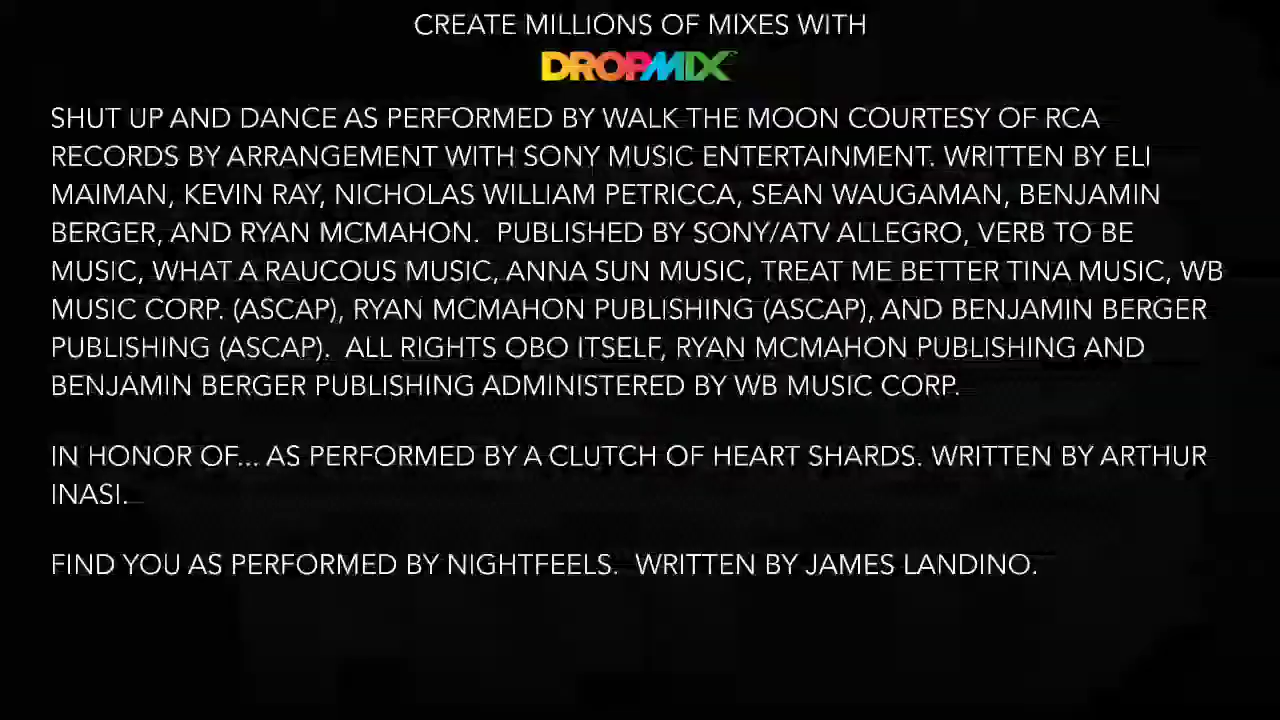 CREATE MILLIONS OF MIXES WITH
DROPMIX
SHUT UP AND DANCE AS PERFORMED BY WALK THE MOON COURTESY OF RCA
RECORDS BY ARRANGEMENT WITH SONY MUSIC ENTERTAINMENT. WRITTEN BY ELI
MAIMAN, KEVIN RAY, NICHOLAS WILLIAM PETRICCA, SEAN WAUGAMAN, BENJAMIN
BERGER, AND RYAN MCMAHON.  PUBLISHED BY SONY/ATV ALLEGRO, VERB TO BE
MUSIC, WHAT A RAUCOUS MUSIC, ANNA SUN MUSIC, TREAT ME BETTER TINA MUSIC, WB
MUSIC CORP. (ASCAP), RYAN MCMAHON PUBLISHING (ASCAP), AND BENJAMIN BERGER
PUBLISHING (ASCAP).  ALL RIGHTS OBO ITSELF, RYAN MCMAHON PUBLISHING AND
BENJAMIN BERGER PUBLISHING ADMINISTERED BY WB MUSIC CORP.
IN HONOR OF... AS PERFORMED BY A CLUTCH OF HEART SHARDS. WRITTEN BY ARTHUR
INASI.
FIND YOU AS PERFORMED BY NIGHTFEELS.  WRITTEN BY JAMES LANDINO.